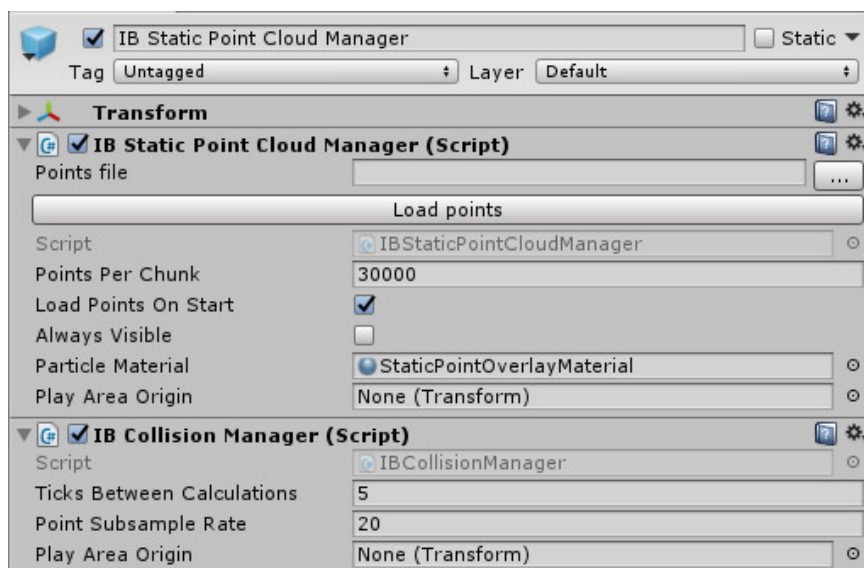 IB Static Point Cloud Manager Static
Tag Untagged Layer Default
Transform
IB Static Point Cloud Manager (Script)
Points file ...
Load points
Script IBStaticPointCloudManager
Points Per Chunk 30000
Load Points On Start
Always Visible
Particle Material StaticPointOverlayMaterial
Play Area Origin None (Transform)
IB Collision Manager (Script)
Script IBCollisionManager
Ticks Between Calculations 5
Point Subsample Rate 20
Play Area Origin None (Transform)